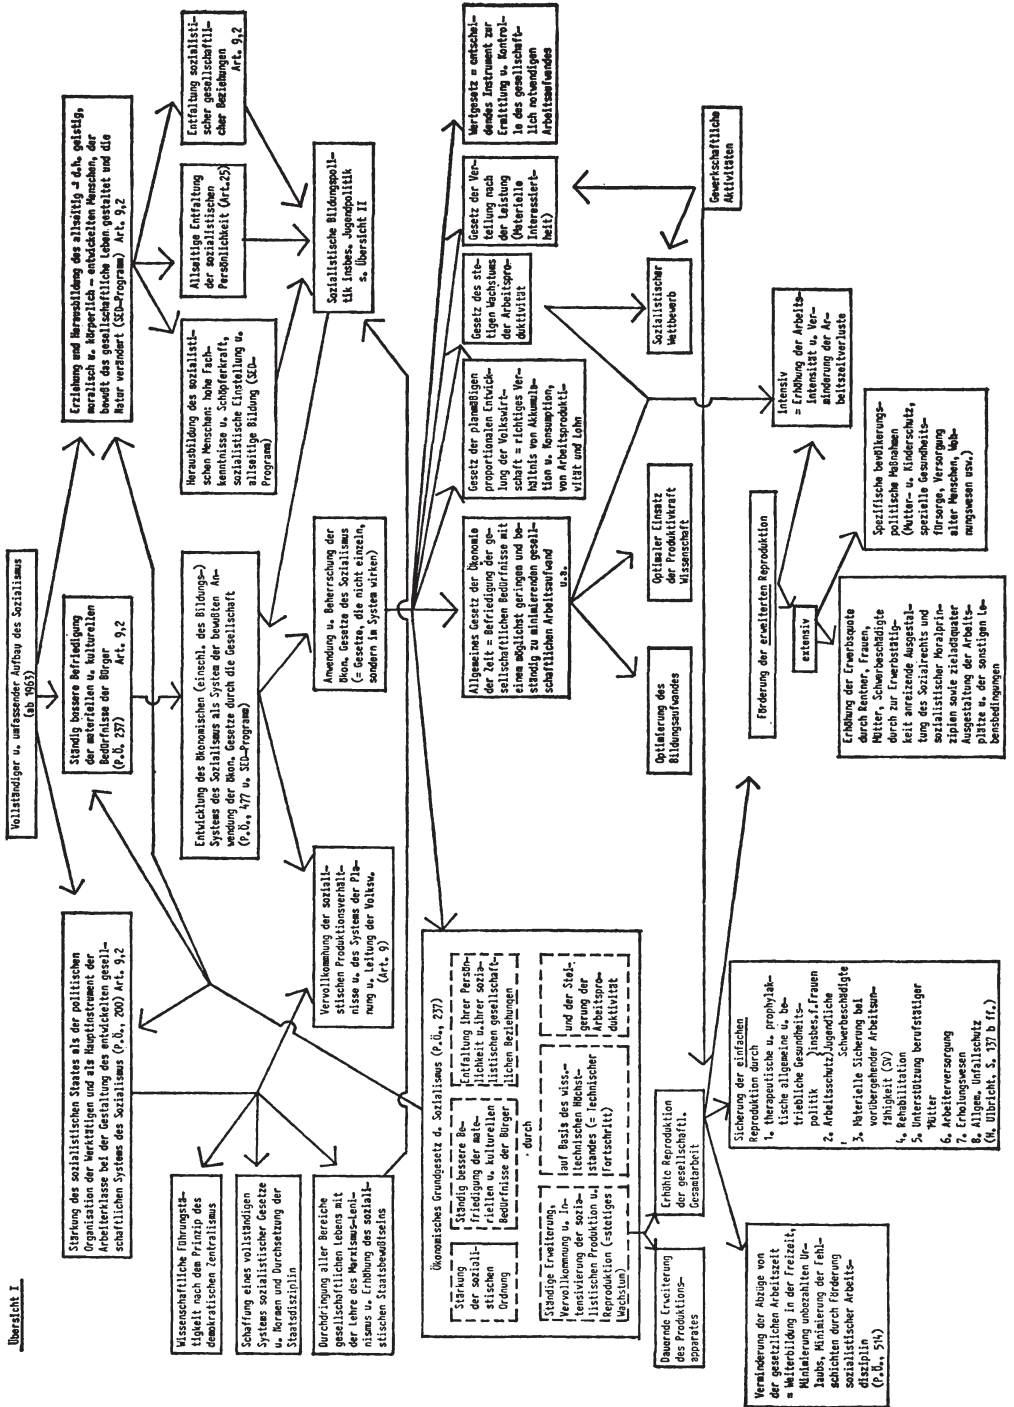 Übersicht I
Vollständiger u. umfassender Aufbau des Sozialismus
(ab 1963)
Stärkung des sozialistischen States als der politischen
Organisation der Werktätigen und als Hauptinstrument der
Arbeiterklasse bei der Gestaltung des entwickelten gesell-
schaftlichen Systems des Sozialismus (P.Ö., 200) Art. 9,2
Ständig bessere Befriedigung
der materiellen u. kulturellen
Bedürfnisse der Bürger
(P.Ö. 237) Art. 9,2
Erziehung und Herausbildung des allseitig – d.h. geistig,
moralisch u. körperlich – entwickelten Menschen, der
bewußt das gesellschaftliche Leben gestaltet und die
Natur verändert (SED-Programm) Art. 9,2
Wissenschaftliche Führungstä-
tigkeit nach dem Prinzip des
demokratischen Zentralismus
Schaffung eines vollständigen
Systems sozialistischer Gesetze
u. Normen und Durchsetzung der
Staatsdisziplin
Durchdringung aller Bereiche
gesellschaftlichen Lebens mit
der Lehre des Marxismus-Leni-
nismus u. Erhöhung des soziali-
stischen Staatsbewußtseins
Entwicklung des Ökonomischen (einschl. des Bildungs-)
Systems des Sozialismus als System der bewußten An-
wendung der ökon. Gesetze durch die Gesellschaft
(P.Ö., 477 u. SED-Programm)
Herausbildung des sozialisti-
schen Menschen: hohe Fach-
kenntnisse u. Schöpferkraft,
sozialistische Einstellung u.
allseitige Bildung (SED-
Programm)
Allseitige Entfaltung
der sozialistischen
Persönlichkeit (Art.25)
Entfaltung sozialisti-
scher gesellschaftli-
cher Beziehungen
Art. 9,2
Vervollkommnung der soziali-
stischen Produktionsverhält-
nisse u. des Systems der Pla-
nung u. Leitung der Volksw.
(Art. 9)
Anwendung u. Beherrschung der
ökon. Gesetze des Sozialismus
(= Gesetze, die nicht einzeln,
sondern im System wirken)
Sozialistische Bildungspoli-
tik insbes. Jugendpolitik
s. Übersicht II
Ökonomisches Grundgesetz d. Sozialismus (P.Ö., 237)
Stärkung
der soziali-
stischen
Ordnung
Ständig bessere Be-
friedigung der mate-
riellen u. kulturellen
Bedürfnisse der Bürger
Entfaltung ihrer Persön-
lichkeit u.ihrer sozia-
listischen gesellschaft-
lichen Beziehungen
durch
Ständige Erweiterung,
Vervollkommnung u. In-
tensivierung der sozia-
listischen Produktion u.
Reproduktion (=stetiges
Wachstum)
auf Basis des wiss.-
technischen Höchst-
standes (= Technischer
Fortschritt)
und der Stei-
gerung der
Arbeitspro-
duktivität
Allgemeines Gesetz der Ökonomie
der Zeit = Befriedigung der ge-
sellschaftlichen Bedürfnisse mit
einem möglichst geringen und be-
ständig zu minimierenden gesell-
schaftlichen Arbeitsaufwand
u.a.
Gesetz der planmäßigen
proportionalen Entwick-
lung der Volkswirt-
schaft = richtiges Ver-
hältnis von Akkumula-
tion u. Konsumption,
von Arbeitsprodukti-
vität und Lohn
Gesetz des ste-
tigen Wachstums
der Arbeitspro-
duktivität
Gesetz der Ver-
teilung nach
der Leistung
(Materielle
Interessiert-
heit)
Wertgesetz = entschei-
dendes Instrument zur
Ermittlung u. Kontrol-
le des gesellschaft-
lich notwendigen
Arbeitsaufwandes
Dauernde Erweiterung
des Produktions-
apparates
Erhöhte Reproduktion
der gesellschaftl.
Gesamtarbeit
Optimierung des
Bildungsaufwandes
Optimaler Einsatz
der Produktivkraft
Wissenschaft
Sozialistischer
Wettbewerb
Gewerkschaftliche
Aktivitäten
Verminderung der Abzüge von
der gesetzlichen Arbeitszeit
= Weiterbildung in der Freizeit,
Minimierung unbezahlten Ur-
laubs, Minimierung der Fehl-
schichten durch Förderung
sozialistischer Arbeits-
disziplin
(P.Ö., 514)
Sicherung der einfachen
Reproduktion durch
1. therapeutische u. prophylak-
tische allgemeine u. be-
triebliche Gesundheits-
politik }insbes.f.Frauen
2. Arbeitsschutz)Jugendliche
Schwerbeschädigte
3. Materielle Sicherung bei
vorübergehender Arbeitsun-
fähigkeit (SV)
4. Rehabilitation
5. Unterstützung berufstätiger
Mütter
6. Arbeiterversorgung
7. Erholungswesen
8. Allgem. Unfallschutz
(H. Ulbricht, S. 137 b ff.)
Förderung der erweiterten Reproduktion
extensiv
Intensiv
= Erhöhung der Arbeits-
intensität u. Ver-
minderung der Ar-
beitszeitverluste
Erhöhung der Erwerbsquote
durch Rentner, Frauen,
Mütter, Schwerbeschädigte
durch zur Erwerbstätig-
keit anreizende Ausgestal-
tung des Sozialrechts und
sozialistischer Moralprin-
zipien sowie zieladäquater
Ausgestaltung der Arbeits-
plätze u. der sonstigen Le-
bensbedingungen
Spezifische bevölkerungs-
politische Maßnahmen
(Mutter- u. Kinderschutz,
spezielle Gesundheits-
fürsorge, Versorgung
alter Menschen, Woh-
nungswesen usw.)